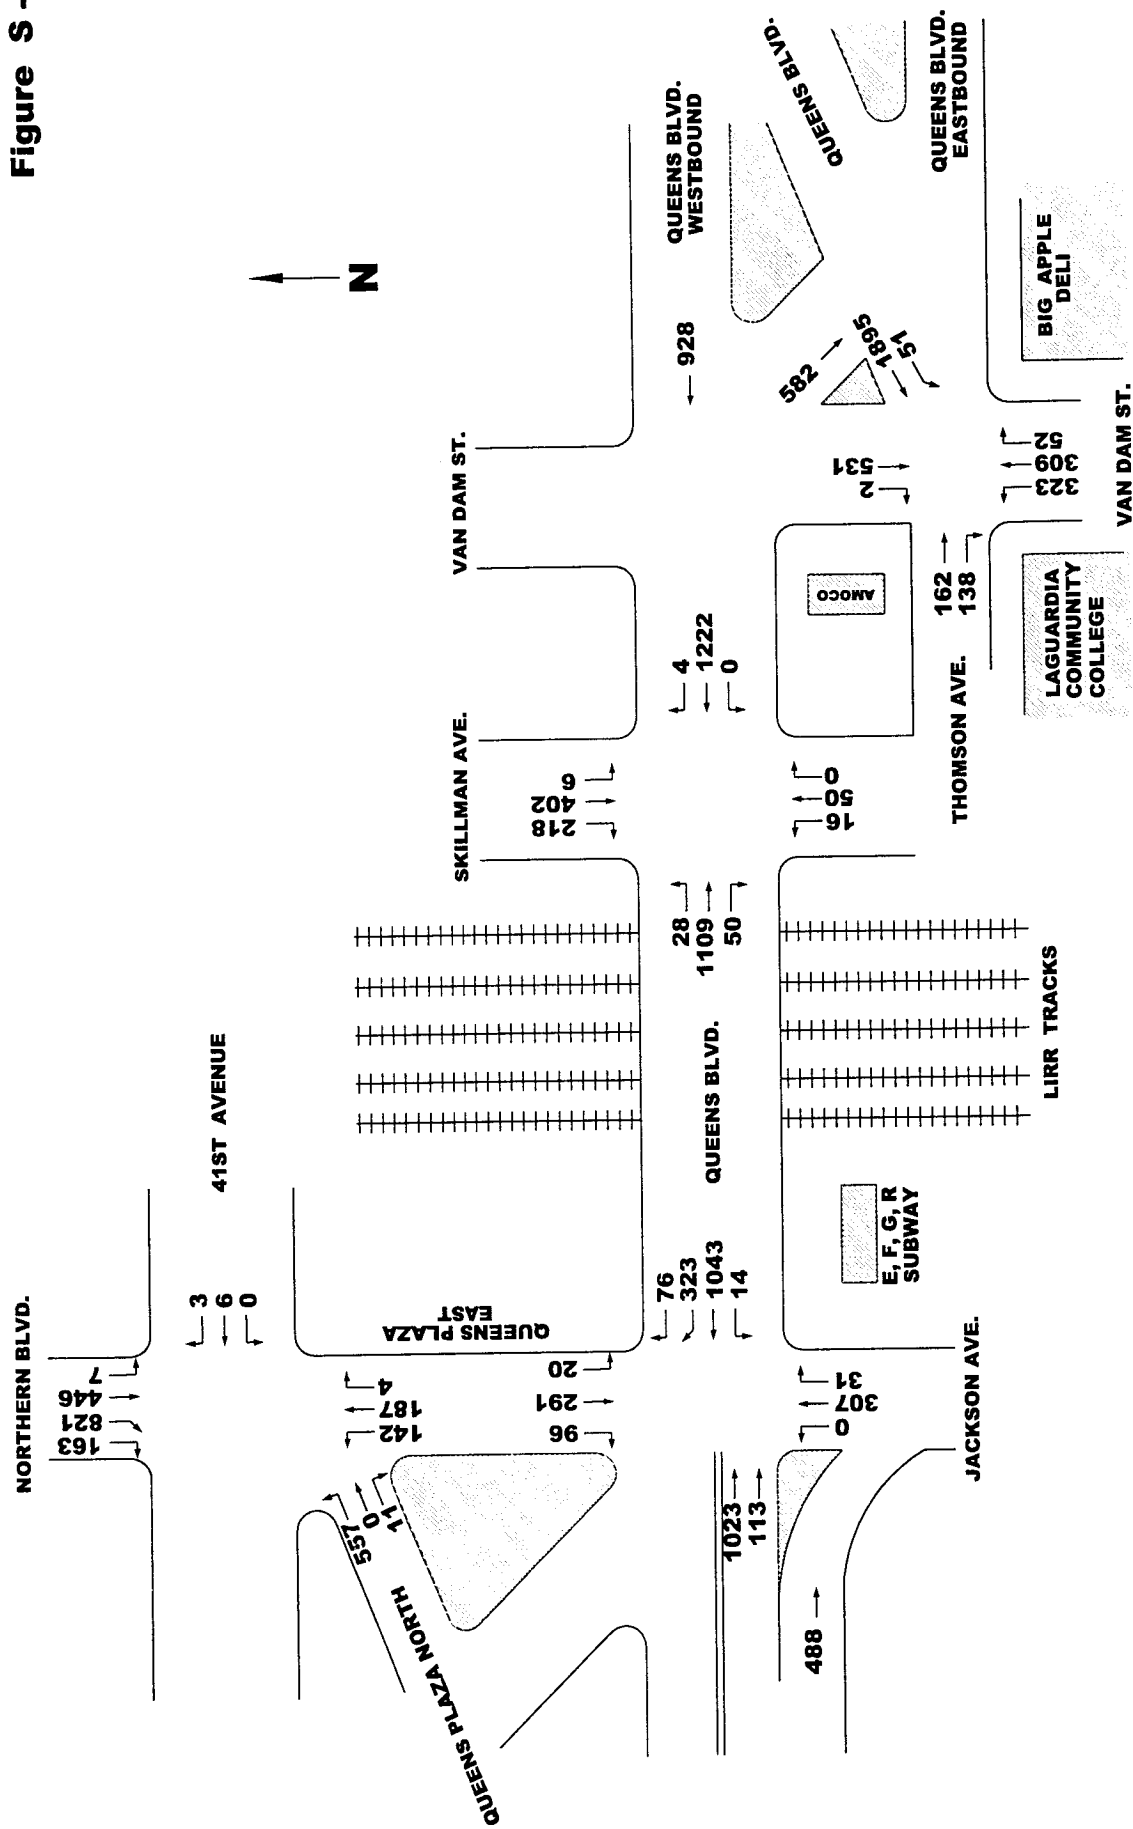 Figure S-
N
NORTHERN BLVD.
41ST AVENUE
SKILLMAN AVE.
VAN DAM ST.
QUEENS BLVD.
WESTBOUND
QUEENS BLVD.
QUEENS BLVD.
EASTBOUND
163
821
446
7
3
6
0
142
187
4
557
0
11
QUEENS PLAZA NORTH
QUEENS PLAZA
EAST
96
291
20
76
323
1043
14
QUEENS BLVD.
28
1109
50
218
402
6
4
1222
0
16
50
0
928
582
1895
51
2
531
AMOCO
162
138
323
309
52
THOMSON AVE.
LAGUARDIA
COMMUNITY
COLLEGE
BIG APPLE
DELI
VAN DAM ST.
1023
113
488
0
307
31
JACKSON AVE.
E, F, G, R
SUBWAY
LIRR TRACKS